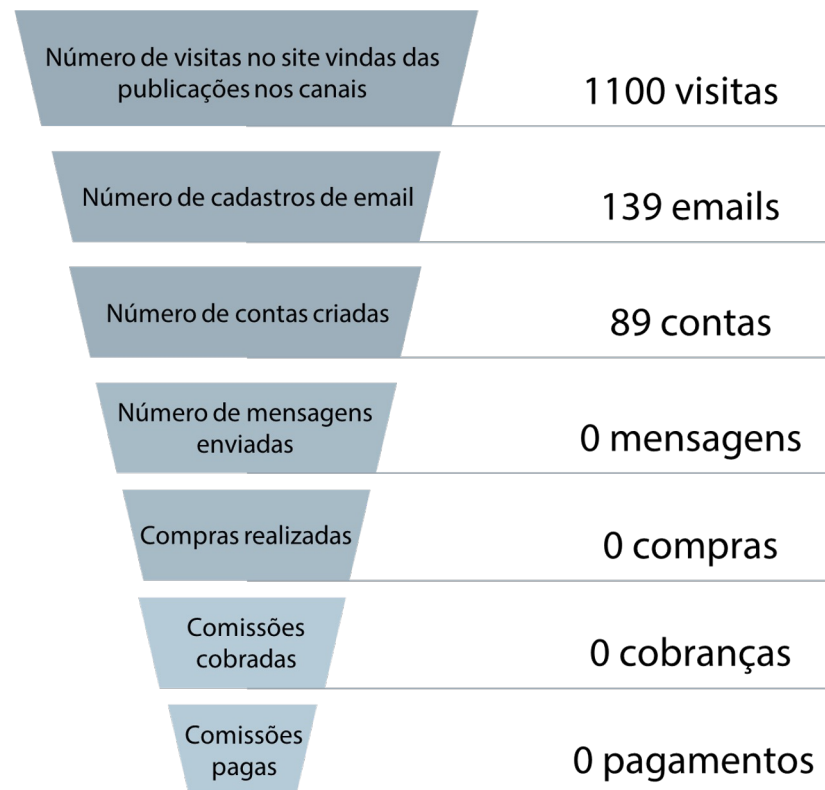 Número de visitas no site vindas das
publicações nos canais
1100 visitas
Número de cadastros de email
139 emails
Número de contas criadas
89 contas
Número de mensagens
enviadas
0 mensagens
Compras realizadas
0 compras
Comissões
cobradas
0 cobranças
Comissões
pagas
0 pagamentos